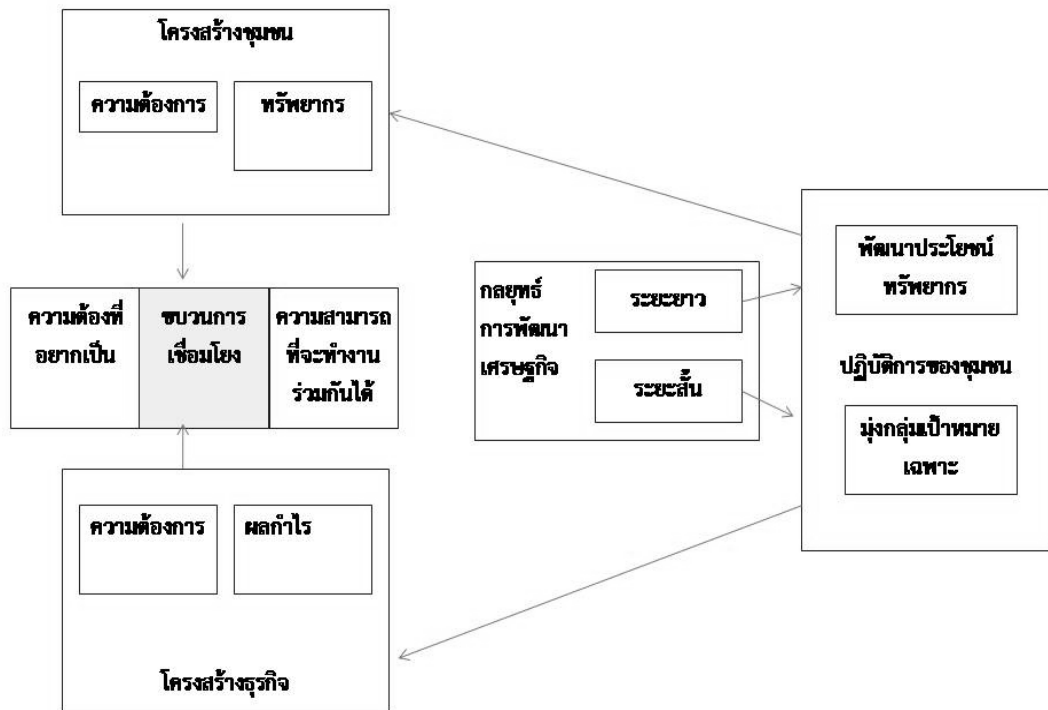 โครงสร้างชุมชน
ความต้องการ
ทรัพยากร
ความต้องที่
อยากเป็น
ขบวนการ
เชื่อมโยง
ความสามารถ
ที่จะทำงาน
ร่วมกันได้
ความต้องการ
ผลกำไร
โครงสร้างธุรกิจ
กลยุทธ์
การพัฒนา
เศรษฐกิจ
ระยะยาว
ระยะสั้น
พัฒนาประโยชน์
ทรัพยากร
ปฏิบัติการของชุมชน
มุ่งกลุ่มเป้าหมาย
เฉพาะ